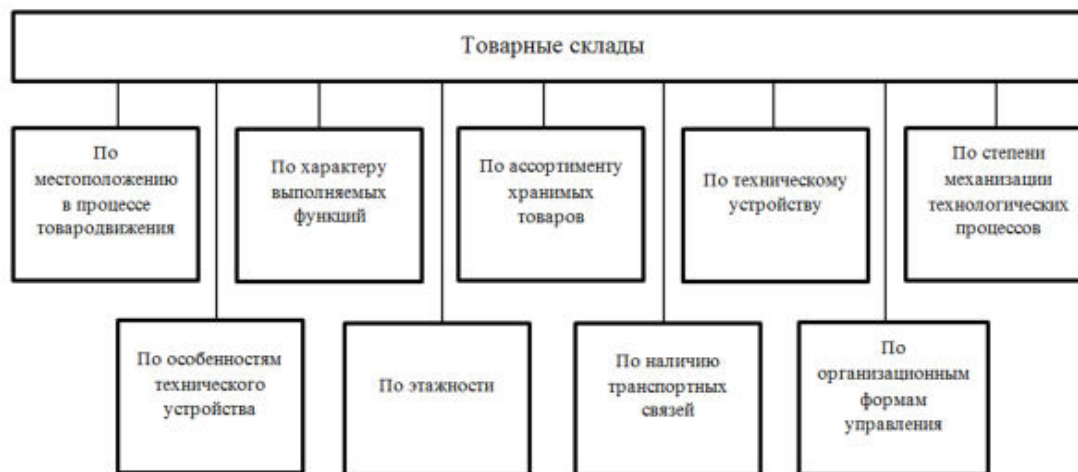 Товарные склады
По
местоположению
в процессе
товародвижения
По характеру
выполняемых
функций
По ассортименту
хранимых
товаров
По техническому
устройству
По степени
механизации
технологических
процессов
По особенностям
технического
устройства
По этажности
По наличию
транспортных
связей
По
организационным
формам
управления